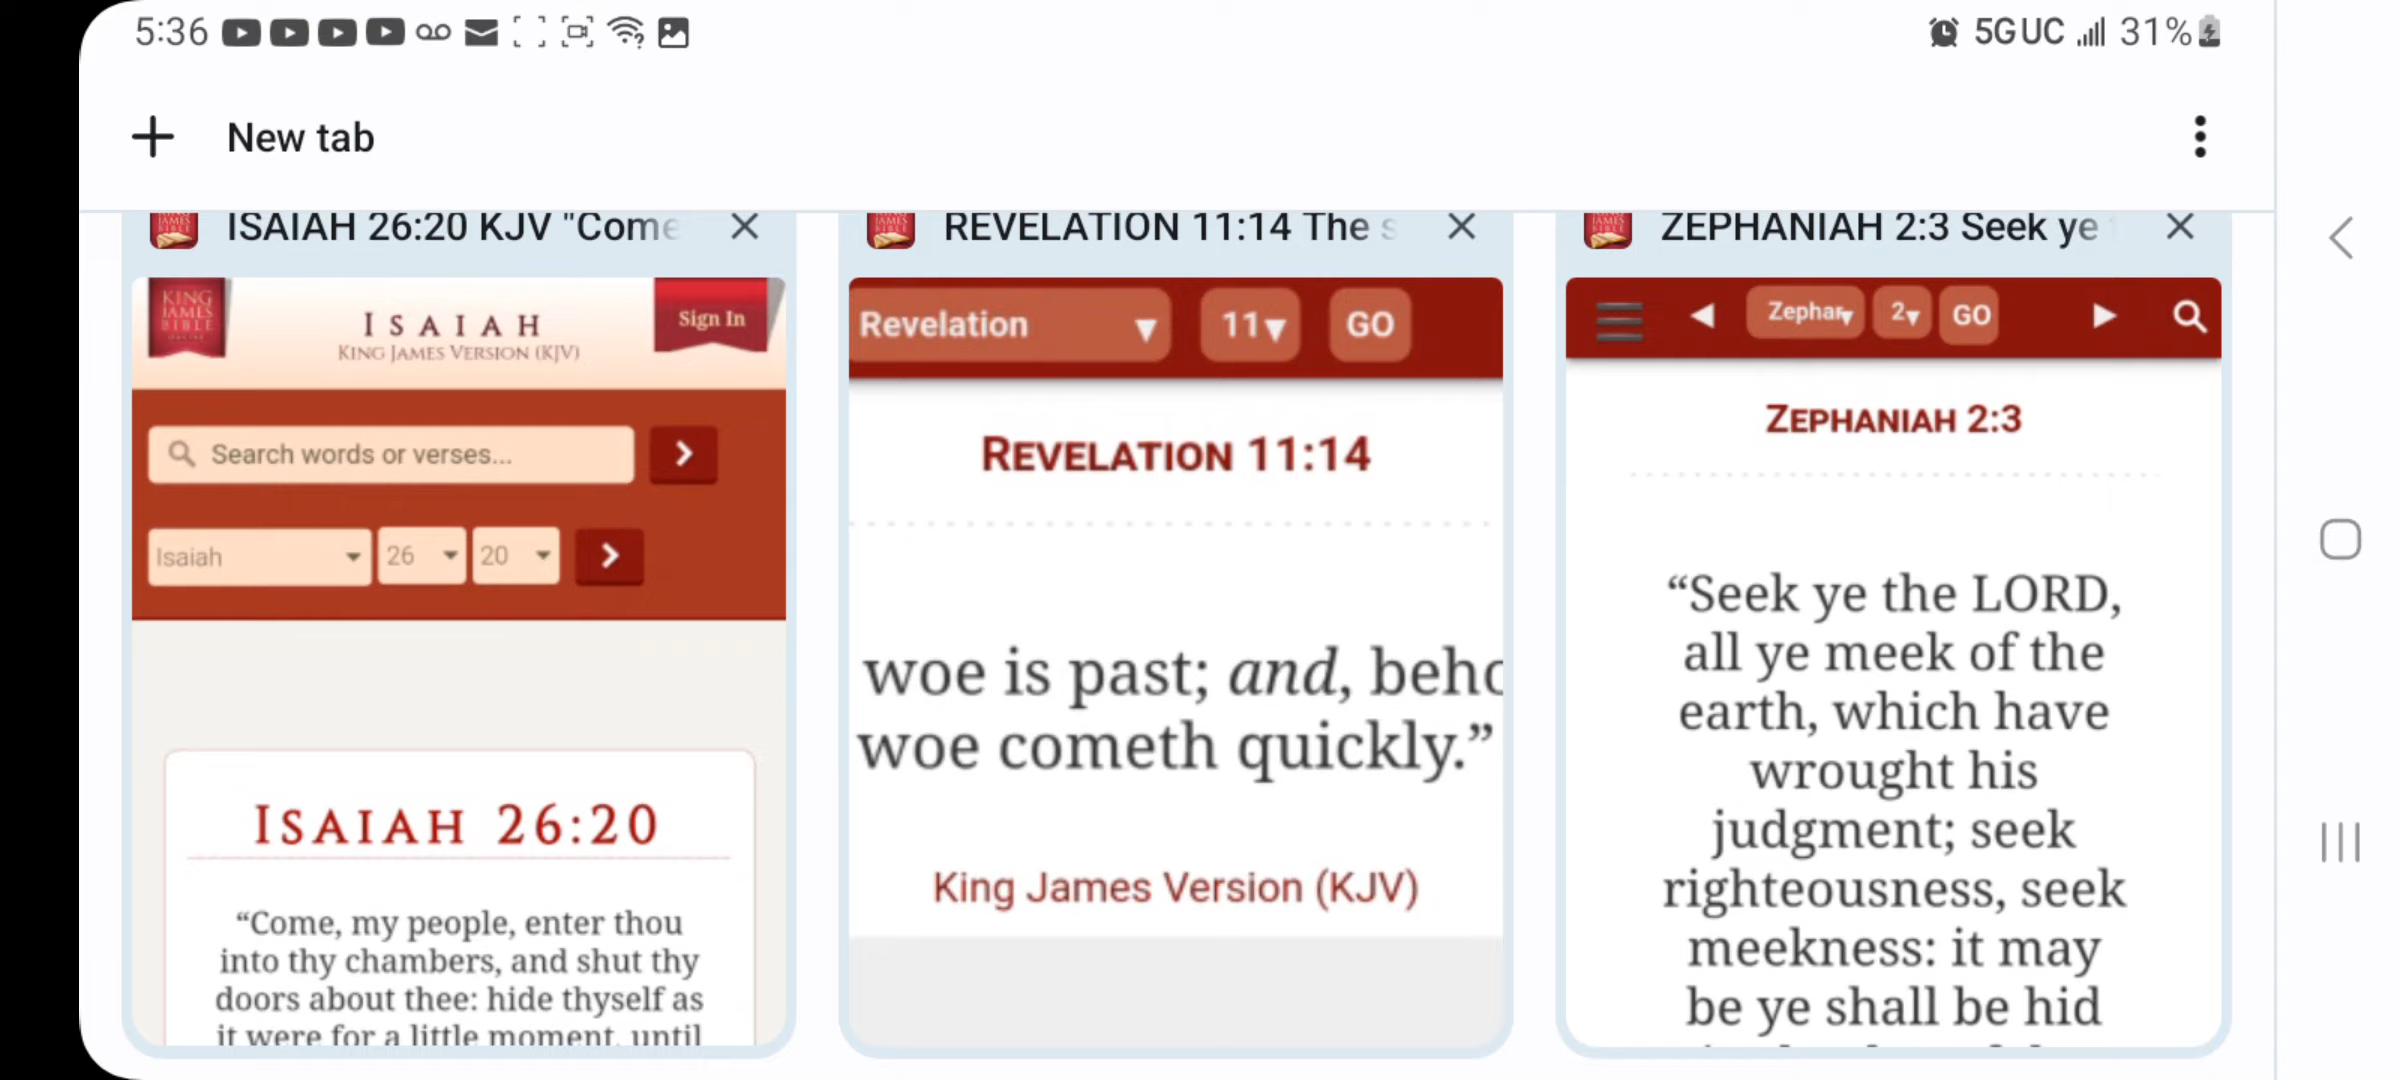 5:36
5G UC 31%
New tab
ISAIAH 26:20 KJV "Come
KING
JAMES
BIBLE
ISAIAH
KING JAMES VERSION (KJV)
Sign In
Search words or verses...
Isaiah 26 20
ISAIAH 26:20
“Come, my people, enter thou
into thy chambers, and shut thy
doors about thee: hide thyself as
it were for a little moment, until
REVELATION 11:14 The s
Revelation 11 GO
REVELATION 11:14
woe is past; and, beho
woe cometh quickly.”
King James Version (KJV)
ZEPHANIAH 2:3 Seek ye
Zephar 2 GO
ZEPHANIAH 2:3
“Seek ye the LORD,
all ye meek of the
earth, which have
wrought his
judgment; seek
righteousness, seek
meekness: it may
be ye shall be hid